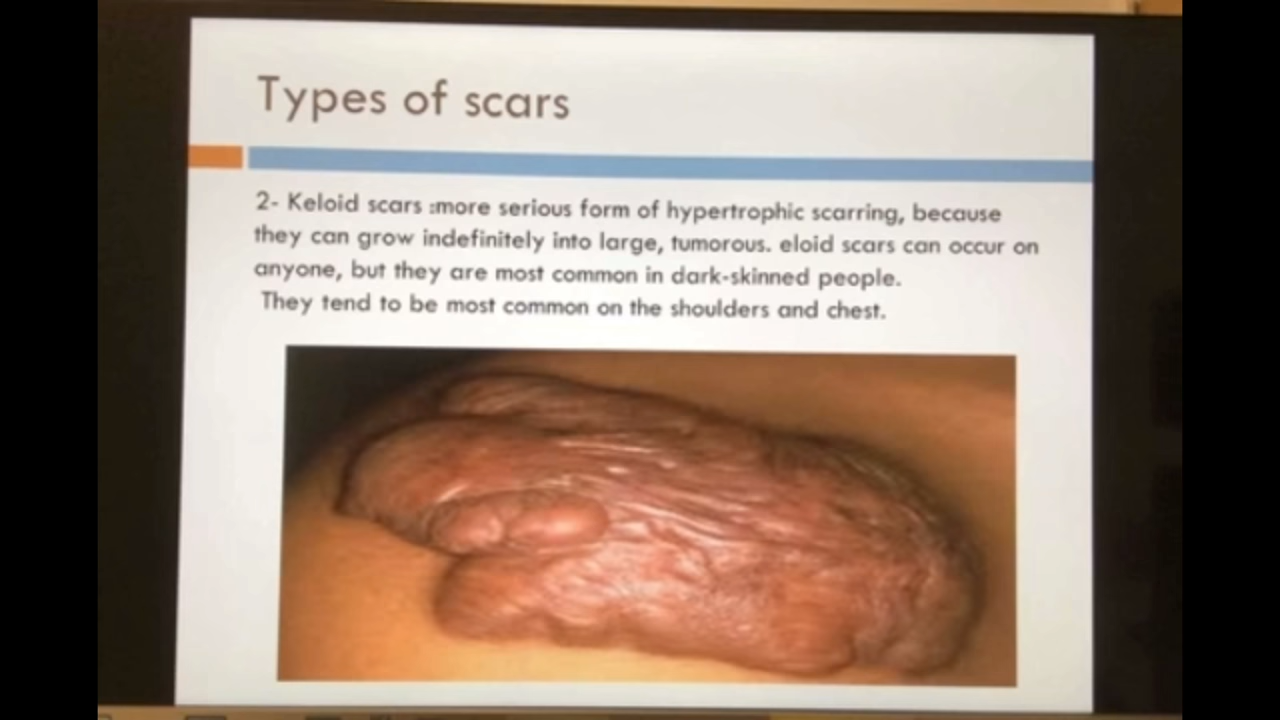 Types of scars
2- Keloid scars :more serious form of hypertrophic scarring, because
they can grow indefinitely into large, tumorous. eloid scars can occur on
anyone, but they are most common in dark-skinned people.
They tend to be most common on the shoulders and chest.